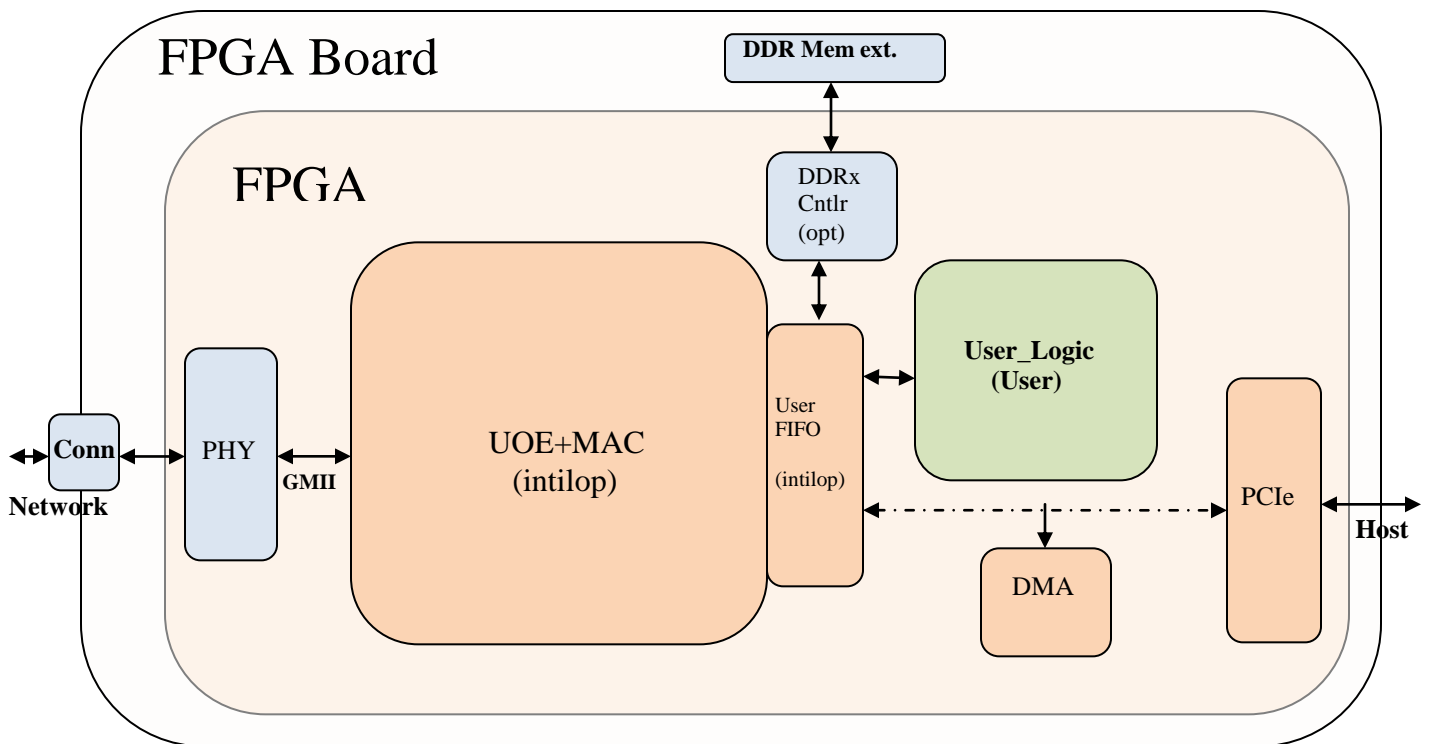 FPGA Board
DDR Mem ext.
FPGA
DDRx
Cntlr
(opt)
User_Logic
(User)
User
FIFO
(intilop)
UOE+MAC
(intilop)
Conn
PHY
GMII
Network
PCIe
Host
DMA